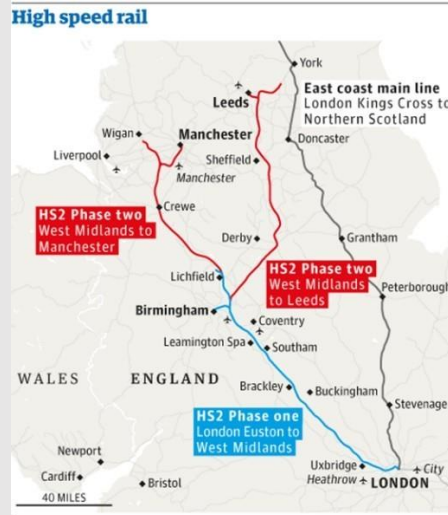 High speed rail
York
Leeds
East coast main line
London Kings Cross to
Northern Scotland
Wigan
Manchester
Doncaster
Liverpool
Manchester
Sheffield
Crewe
HS2 Phase two
West Midlands to
Manchester
Derby
Grantham
HS2 Phase two
West Midlands
to Leeds
Lichfield
Peterborough
Birmingham
Coventry
Leamington Spa
Southam
WALES
ENGLAND
Brackley
Buckingham
Stevenage
HS2 Phase one
London Euston to
West Midlands
Newport
Uxbridge
City
Cardiff
Bristol
Heathrow
LONDON
40 MILES